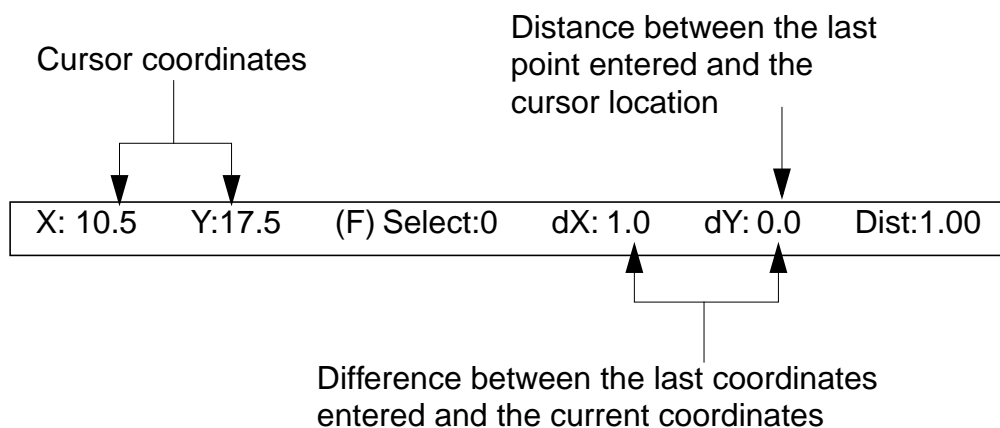 Cursor coordinates
Distance between the last
point entered and the
cursor location
X: 10.5 Y:17.5 (F) Select:0 dX: 1.0 dY: 0.0 Dist:1.00
Difference between the last coordinates
entered and the current coordinates